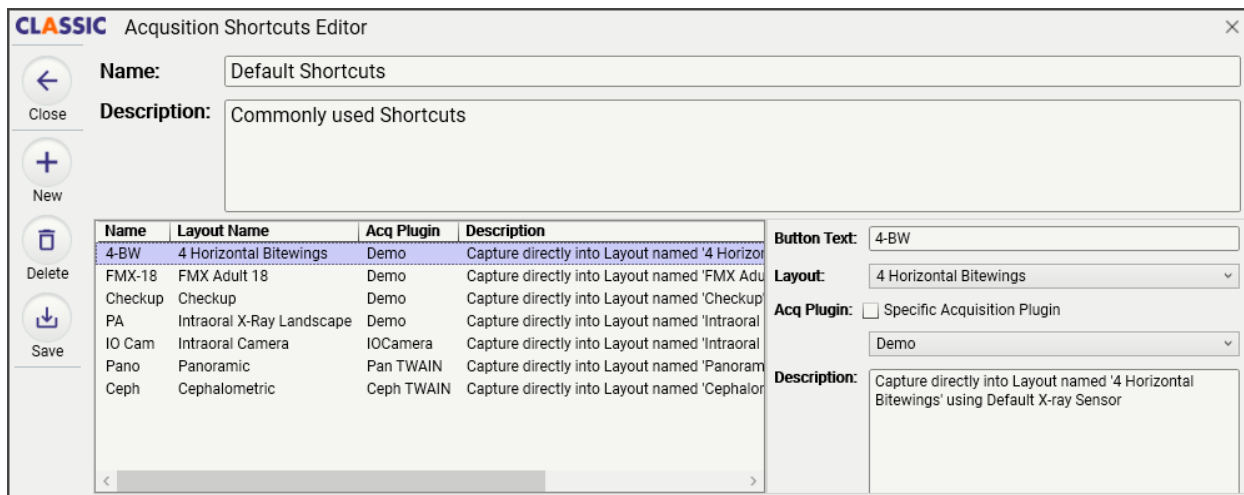 CLASSIC Acqusition Shortcuts Editor
Close
New
Delete
Save
Name: Default Shortcuts
Description: Commonly used Shortcuts
Name Layout Name Acq Plugin Description
4-BW 4 Horizontal Bitewings Demo Capture directly into Layout named '4 Horizon
FMX-18 FMX Adult 18 Demo Capture directly into Layout named 'FMX Adu
Checkup Checkup Demo Capture directly into Layout named 'Checkup'
PA Intraoral X-Ray Landscape Demo Capture directly into Layout named 'Intraoral
IO Cam Intraoral Camera IOCamera Capture directly into Layout named 'Intraoral
Pano Panoramic Pan TWAIN Capture directly into Layout named 'Panoram
Ceph Cephalometric Ceph TWAIN Capture directly into Layout named 'Cephalor
Button Text: 4-BW
Layout: 4 Horizontal Bitewings
Acq Plugin: Specific Acquisition Plugin
Demo
Description: Capture directly into Layout named '4 Horizontal
Bitewings' using Default X-ray Sensor